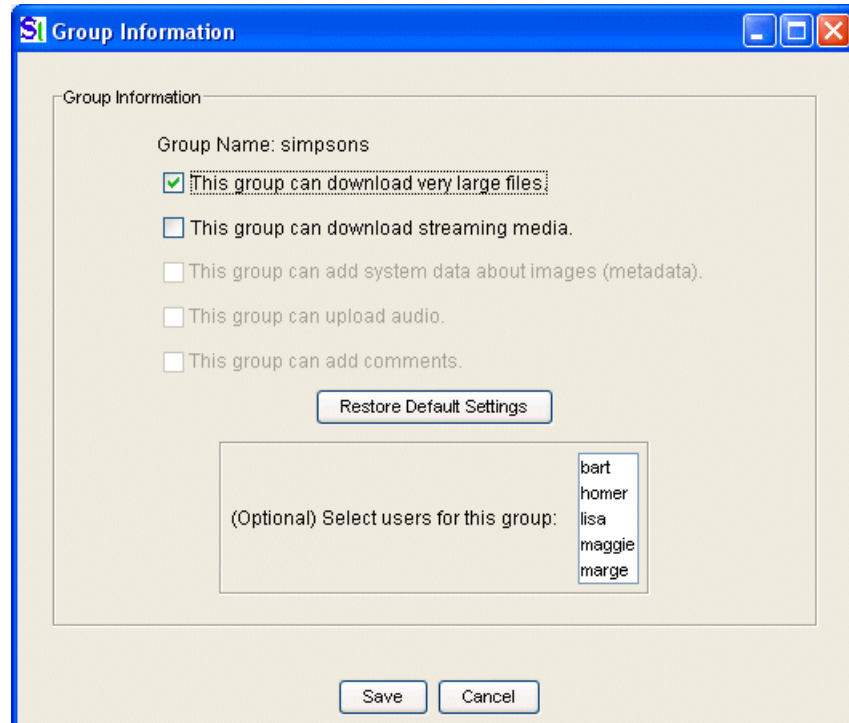 SI Group Information
Group Information
Group Name: simpsons
This group can download very large files.
This group can download streaming media.
This group can add system data about images (metadata).
This group can upload audio.
This group can add comments.
Restore Default Settings
(Optional) Select users for this group:
bart
homer
lisa
maggie
marge
Save
Cancel